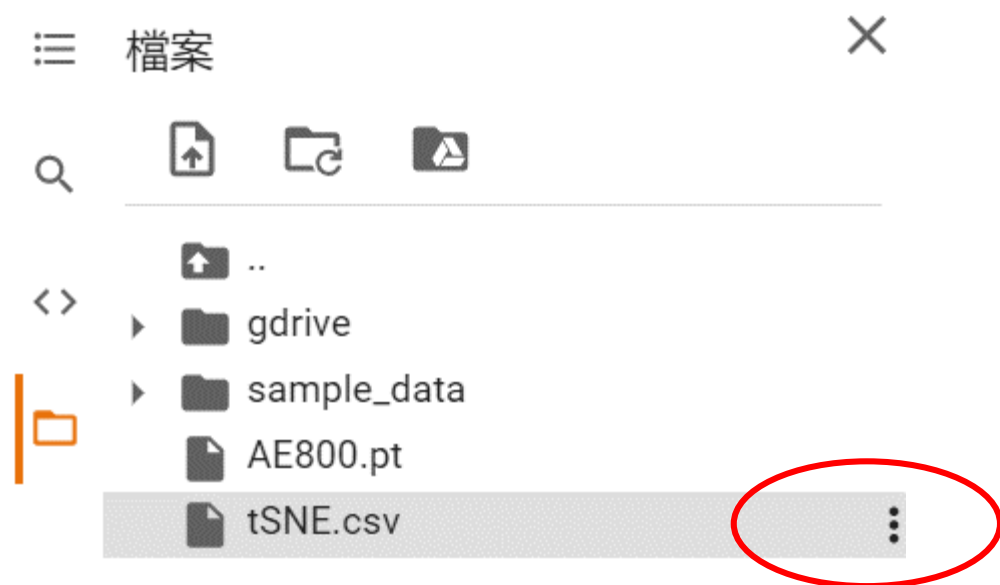 檔案
..
gdrive
sample_data
AE800.pt
tSNE.csv